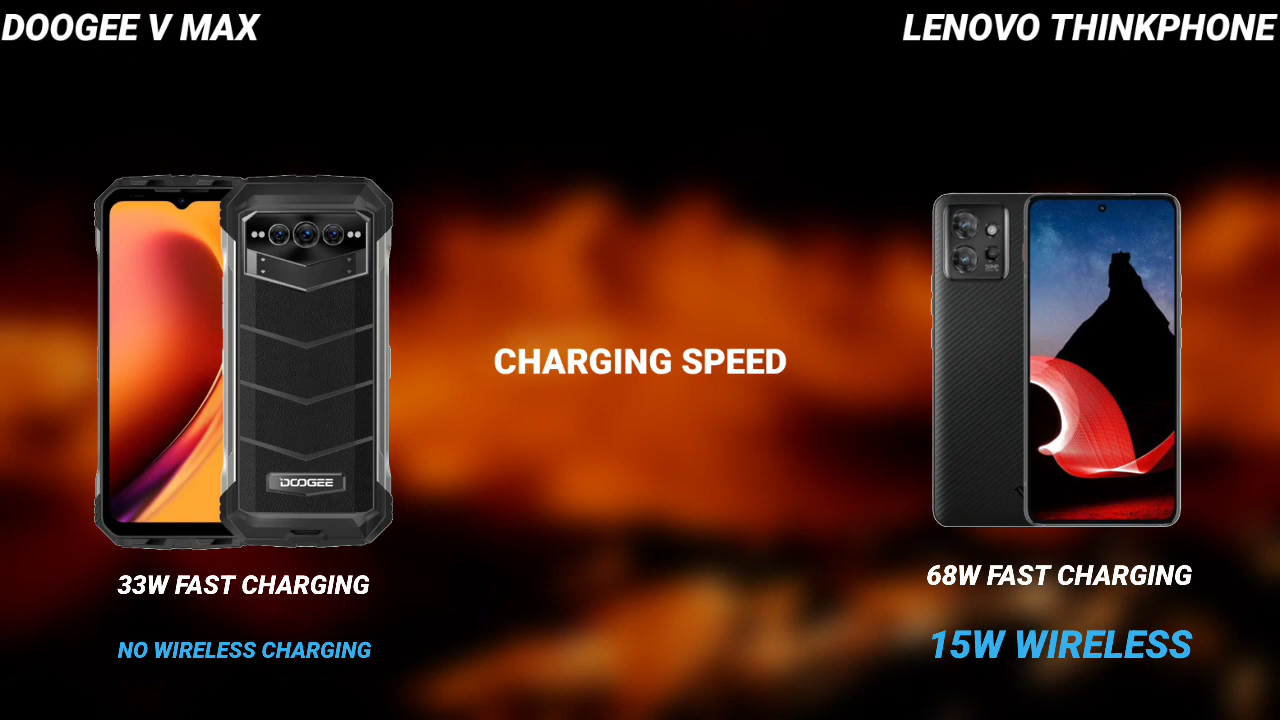 DOOGEE V MAX
LENOVO THINKPHONE
DOOGEE
CHARGING SPEED
33W FAST CHARGING
68W FAST CHARGING
NO WIRELESS CHARGING
15W WIRELESS